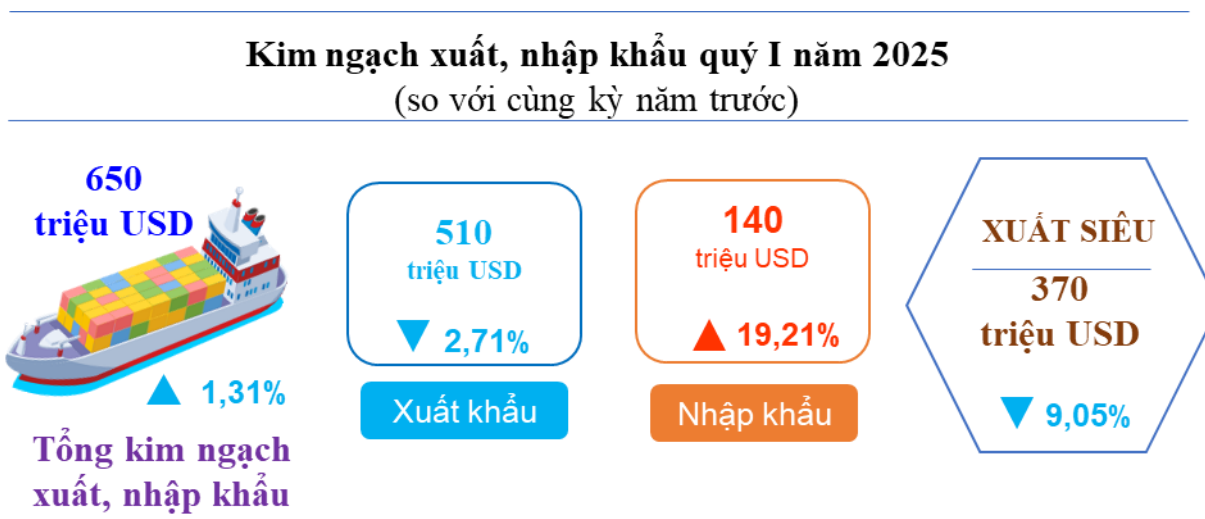 Kim ngạch xuất, nhập khẩu quý I năm 2025
(so với cùng kỳ năm trước)
650
triệu USD
▲ 1,31%
Tổng kim ngạch
xuất, nhập khẩu
510
triệu USD
▼ 2,71%
Xuất khẩu
140
triệu USD
▲ 19,21%
Nhập khẩu
XUẤT SIÊU
370
triệu USD
▼ 9,05%